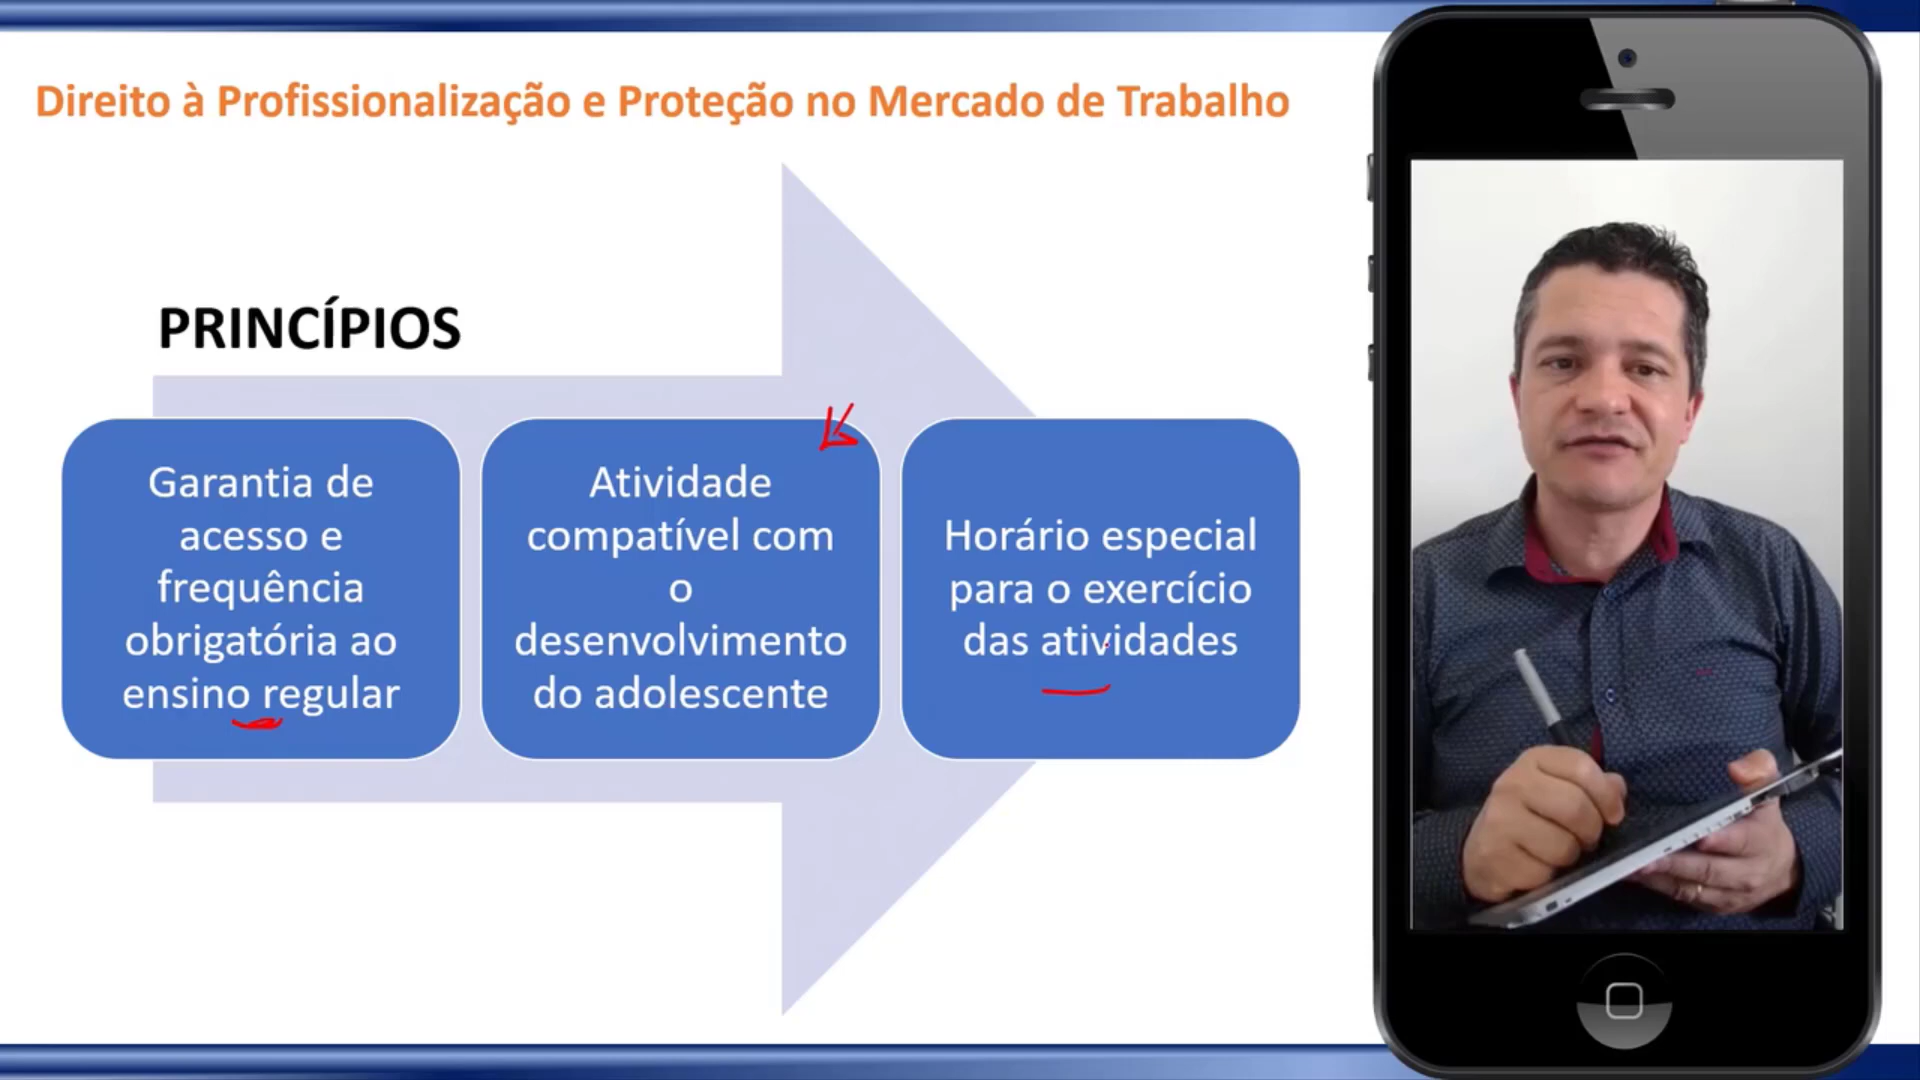 Direito à Profissionalização e Proteção no Mercado de Trabalho
PRINCÍPIOS
Garantia de
acesso e
frequência
obrigatória ao
ensino regular
Atividade
compatível com
o
desenvolvimento
do adolescente
Horário especial
para o exercício
das atividades